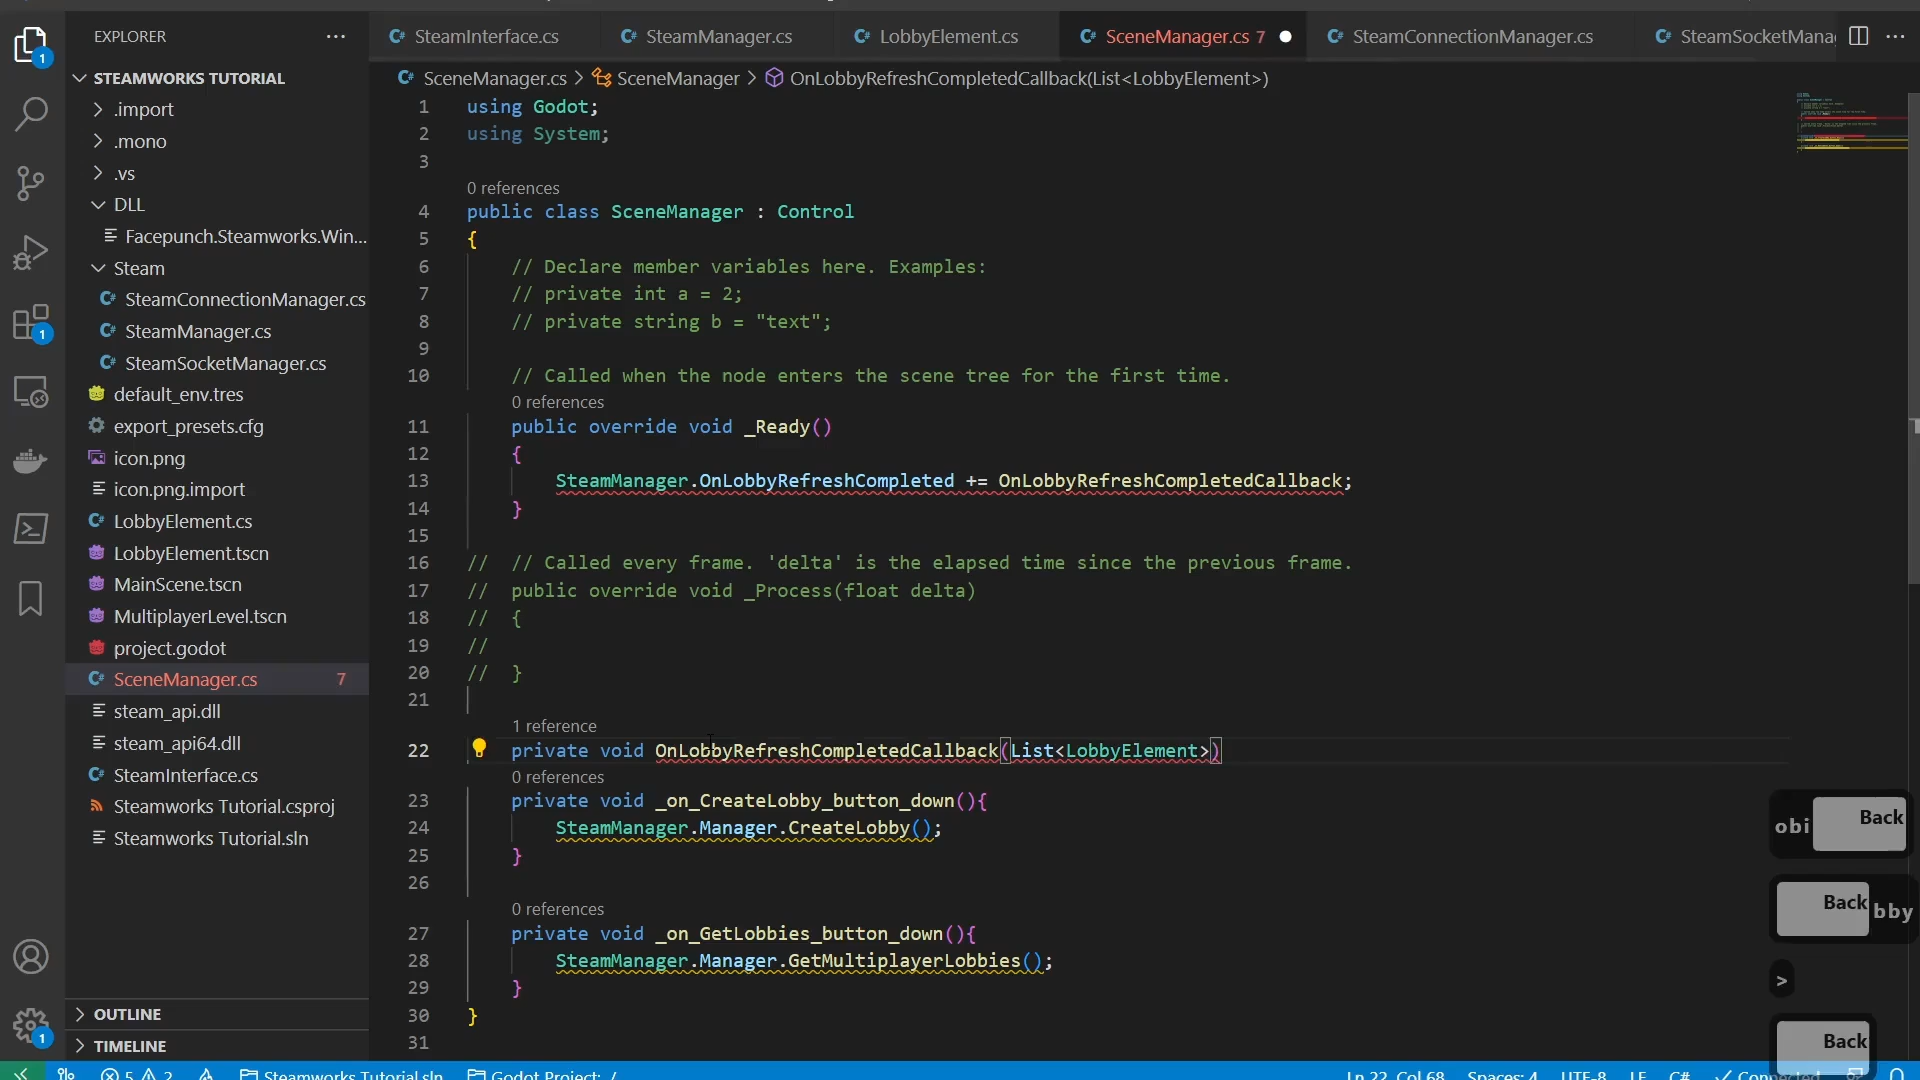 EXPLORER
STEAMWORKS TUTORIAL
.import
.mono
.vs
DLL
Facepunch.Steamworks.Win...
Steam
SteamConnectionManager.cs
SteamManager.cs
SteamSocketManager.cs
default_env.tres
export_presets.cfg
icon.png
icon.png.import
LobbyElement.cs
LobbyElement.tscn
MainScene.tscn
MultiplayerLevel.tscn
project.godot
SceneManager.cs 7
steam_api.dll
steam_api64.dll
SteamInterface.cs
Steamworks Tutorial.csproj
Steamworks Tutorial.sln
OUTLINE
TIMELINE
1
1
1
SteamInterface.cs SteamManager.cs LobbyElement.cs SceneManager.cs 7 SteamConnectionManager.cs SteamSocketMana
SceneManager.cs > SceneManager > OnLobbyRefreshCompletedCallback(List<LobbyElement>)
1 using Godot;
2 using System;
3
0 references
4 public class SceneManager : Control
5 {
6 // Declare member variables here. Examples:
7 // private int a = 2;
8 // private string b = "text";
9
10 // Called when the node enters the scene tree for the first time.
0 references
11 public override void _Ready()
12 {
13 SteamManager.OnLobbyRefreshCompleted += OnLobbyRefreshCompletedCallback;
14 }
15
16 // // Called every frame. 'delta' is the elapsed time since the previous frame.
17 // public override void _Process(float delta)
18 // {
19 //
20 // }
21
1 reference
22 private void OnLobbyRefreshCompletedCallback(List<LobbyElement>)
0 references
23 private void _on_CreateLobby_button_down(){
24 SteamManager.Manager.CreateLobby();
25 }
26
0 references
27 private void _on_GetLobbies_button_down(){
28 SteamManager.Manager.GetMultiplayerLobbies();
29 }
30 }
31
obi Back
Back bby
>
Back
5 2 Steamworks Tutorial.sln Godot Project: / Ln 22, Col 68 Spaces: 4 UTF-8 LF C# Connected